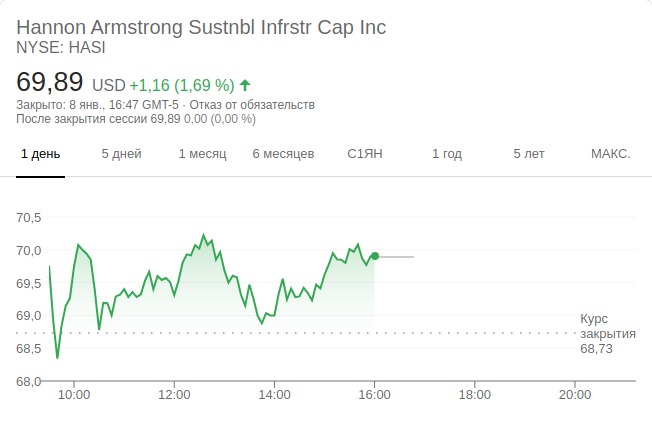 Hannon Armstrong Sustnbl Infrstr Cap Inc
NYSE: HASI
69,89 USD +1,16 (1,69 %)
Закрыто: 8 янв., 16:47 GMT-5 · Отказ от обязательств
После закрытия сессии 69,89 0,00 (0,00 %)
1 день 5 дней 1 месяц 6 месяцев С1ЯН 1 год 5 лет МАКС.
70,5
70,0
69,5
69,0
68,5
68,0
Курс
закрытия
68,73
10:00 12:00 14:00 16:00 18:00 20:00